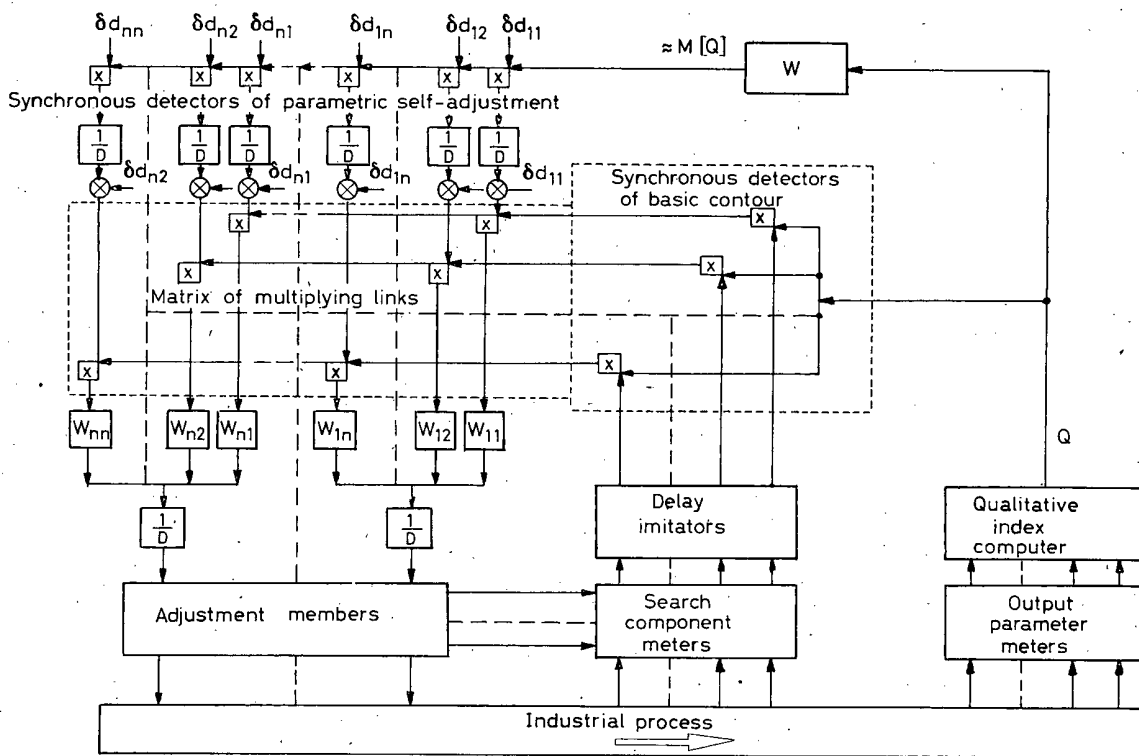 δd_nn δd_n2 δd_n1 δd_1n δd_12 δd_11
≈ M [Q]
W
x x x x x x
Synchronous detectors of parametric self-adjustment
1/D 1/D 1/D 1/D 1/D 1/D
δd_n2 δd_n1 δd_1n δd_11
Synchronous detectors
of basic contour
x x x
x x x
Matrix of multiplying links
x x x
W_nn W_n2 W_n1 W_1n W_12 W_11
Q
1/D 1/D
Delay
imitators
Qualitative
index
computer
Adjustment members
Search
component
meters
Output
parameter
meters
Industrial process